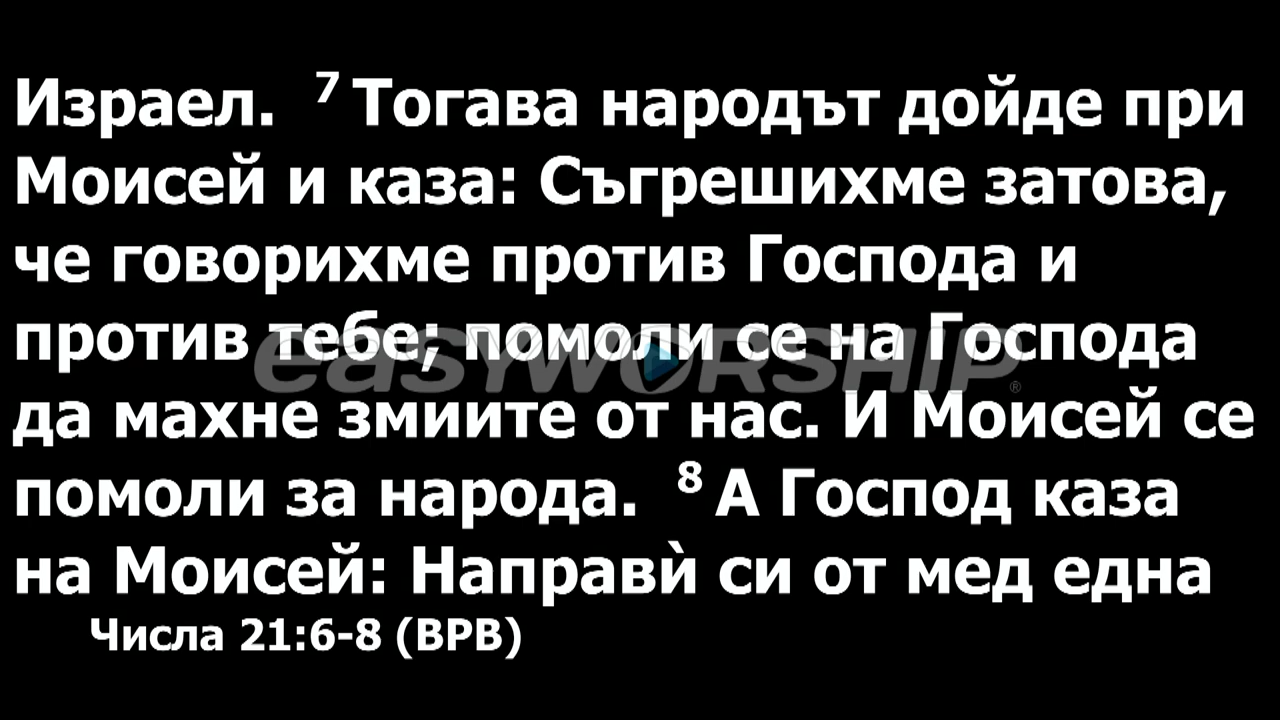 Израел. 7 Тогава народът дойде при
Моисей и каза: Съгрешихме затова,
че говорихме против Господа и
против тебе; помоли се на Господа
EASYWORSHIP®
да махне змиите от нас. И Моисей се
помоли за народа. 8 А Господ каза
на Моисей: Направѝ си от мед една
Числа 21:6-8 (ВРВ)